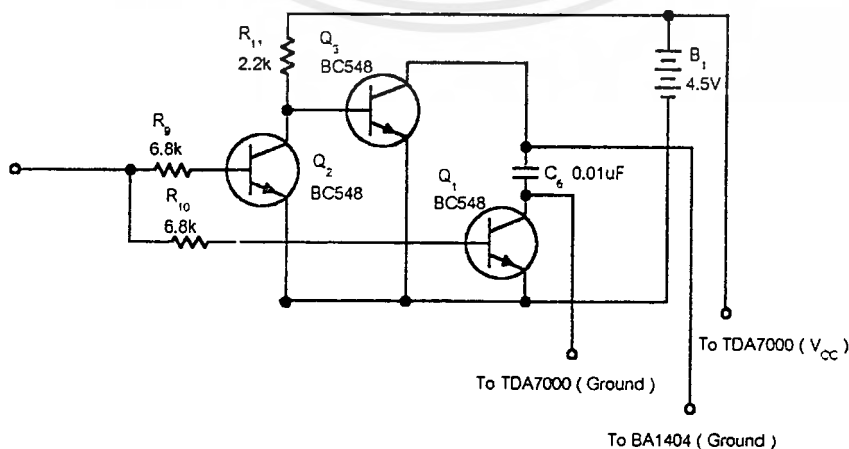 R11
2.2k
Q3
BC548
B1
4.5V
R9
6.8k
Q2
BC548
R10
6.8k
Q1
BC548
C6 0.01uF
To TDA7000 ( VCC )
To TDA7000 ( Ground )
To BA1404 ( Ground )